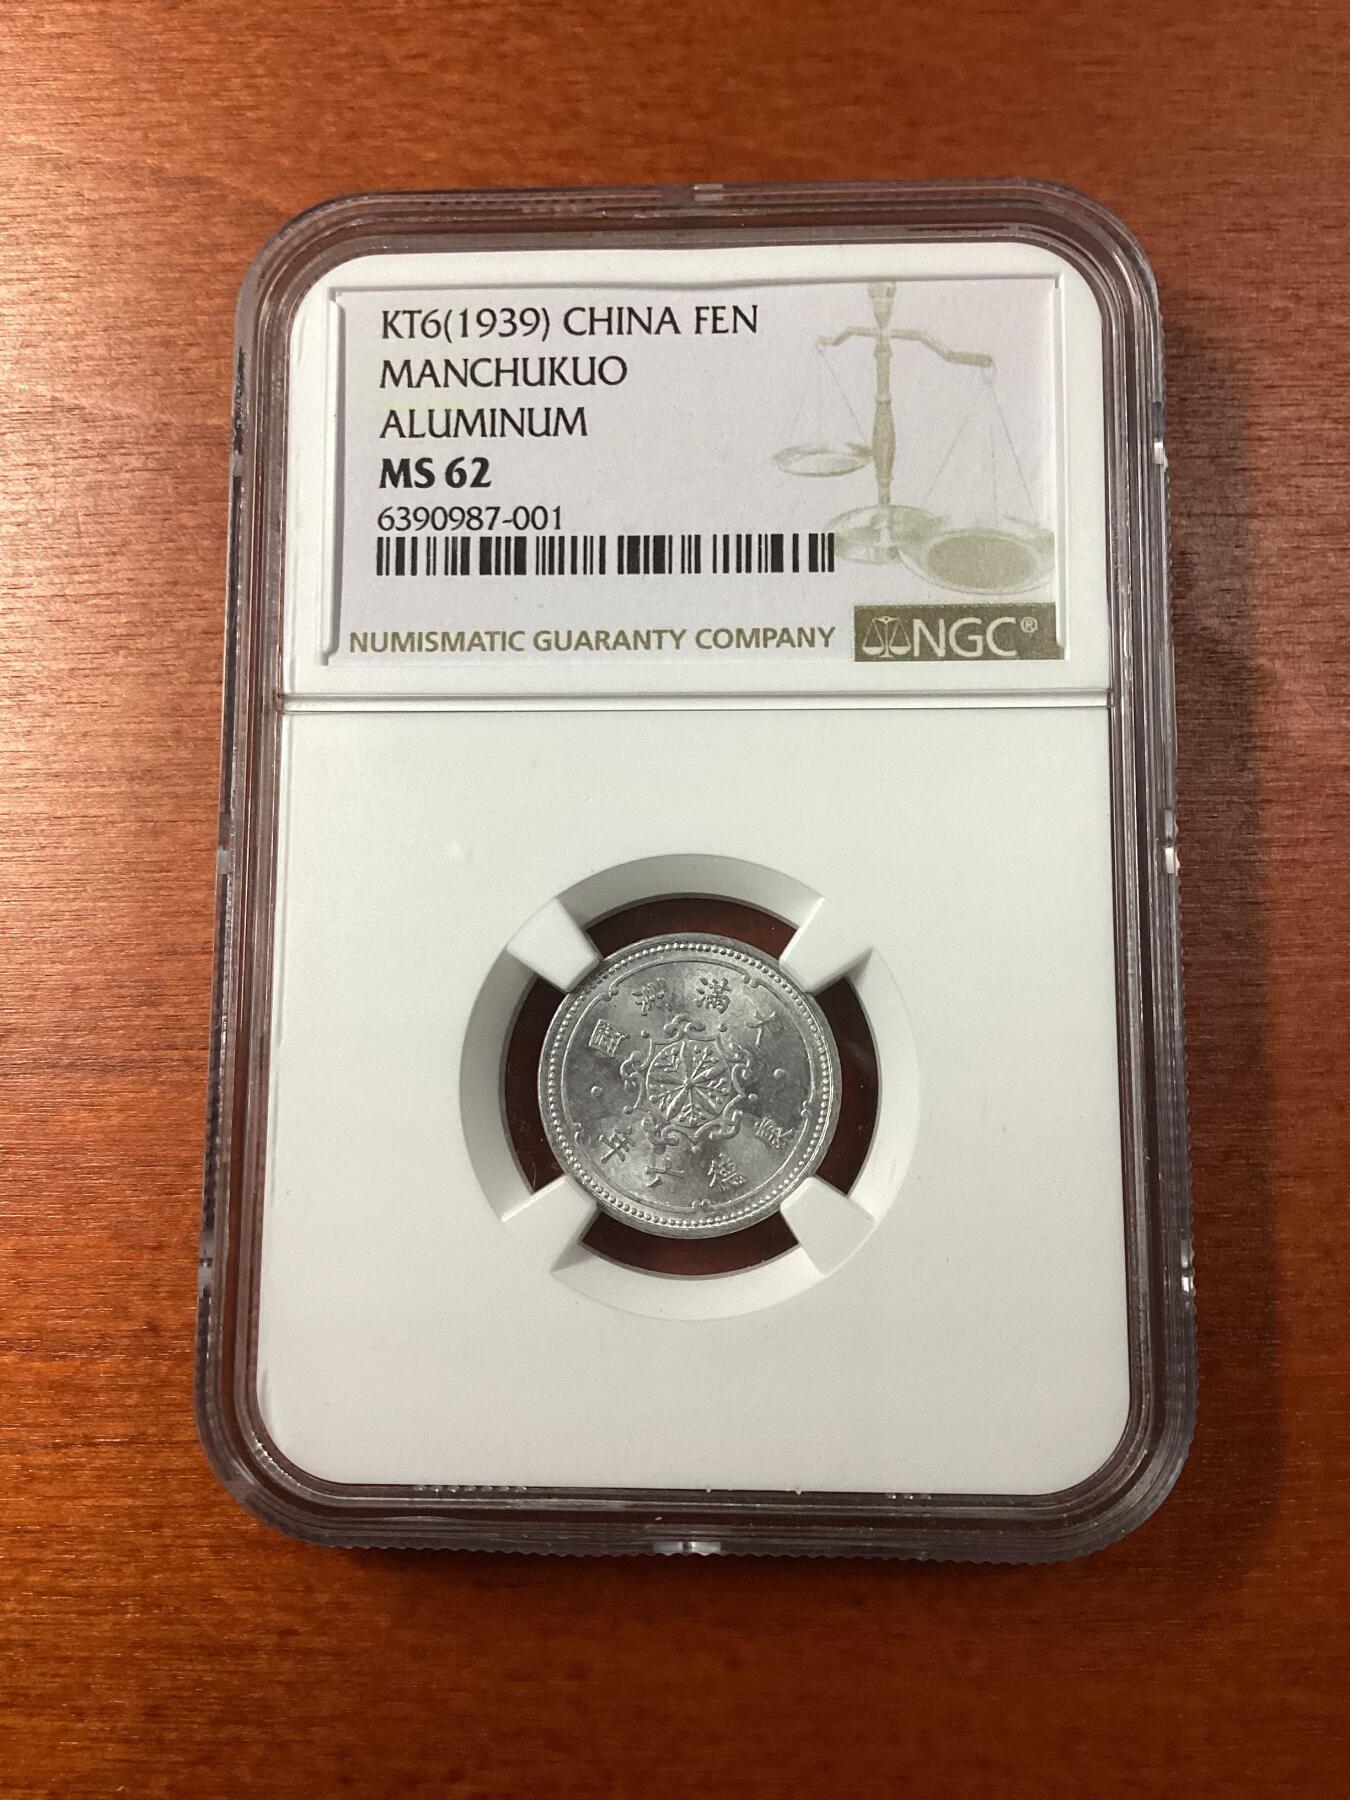 KT6(1939) CHINA FEN
MANCHUKUO
ALUMINUM
MS 62
6390987-001
NUMISMATIC GUARANTY COMPANY
NGC®
大滿洲國
康德六年